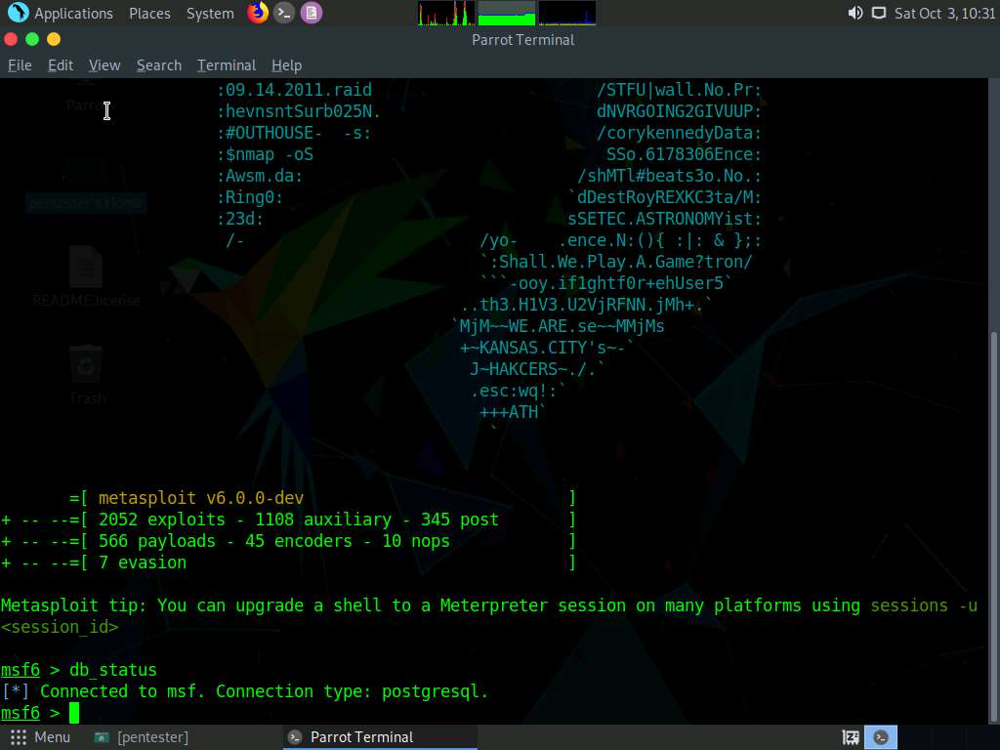 Applications Places System Sat Oct 3, 10:31
Parrot Terminal
File Edit View Search Terminal Help
:09.14.2011.raid /STFU|wall.No.Pr:
:hevnsntSurb025N. dNVRGOING2GIVUUP:
:#OUTHOUSE- -s: /corykennedyData:
:$nmap -oS SSo.6178306Ence:
:Awsm.da: /shMTl#beats3o.No.:
:Ring0: `dDestRoyREXKC3ta/M:
:23d: sSETEC.ASTRONOMYist:
/- /yo- .ence.N:(){ :|: & };:
`:Shall.We.Play.A.Game?tron/
```-ooy.if1ghtf0r+ehUser5`
..th3.H1V3.U2VjRFNN.jMh+.`
`MjM~~WE.ARE.se~~MMjMs
+~KANSAS.CITY's~-`
J~HAKCERS~./.`
.esc:wq!:`
+++ATH`
`
pentester's Home
README.license
Trash
=[ metasploit v6.0.0-dev ]
+ -- --=[ 2052 exploits - 1108 auxiliary - 345 post ]
+ -- --=[ 566 payloads - 45 encoders - 10 nops ]
+ -- --=[ 7 evasion ]
Metasploit tip: You can upgrade a shell to a Meterpreter session on many platforms using sessions -u
<session_id>
msf6 > db_status
[*] Connected to msf. Connection type: postgresql.
msf6 >
Menu [pentester] Parrot Terminal